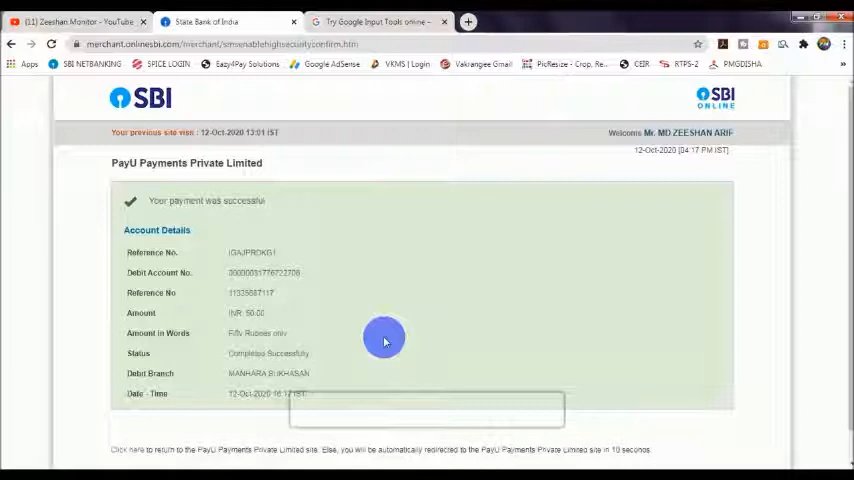 (11) Zeeshan Monitor - YouTube
State Bank of India
Try Google Input Tools online –
merchant.onlinesbi.com/merchant/smsenablehighsecurityconfirm.htm
Apps SBI NETBANKING SPICE LOGIN Eazy4Pay Solutions Google AdSense VKMS | Login Vakrangee Gmail PicResize - Crop, Re... CEIR RTPS-2 PMGDISHA
SBI
SBI
ONLINE
Your previous site visit : 12-Oct-2020 13:01 IST
Welcome Mr. MD ZEESHAN ARIF
12-Oct-2020 [04:17 PM IST]
PayU Payments Private Limited
Your payment was successful
Account Details
Reference No. IGAJPRDKG1
Debit Account No.
Reference No
Amount INR 50.00
Amount in Words Fifty Rupees only
Status Completed Successfully
Debit Branch MANHARA SUKHASAN
Date - Time 12-Oct-2020 16:17 IST
Click here to return to the PayU Payments Private Limited site. Else, you will be automatically redirected to the PayU Payments Private Limited site in 10 seconds.